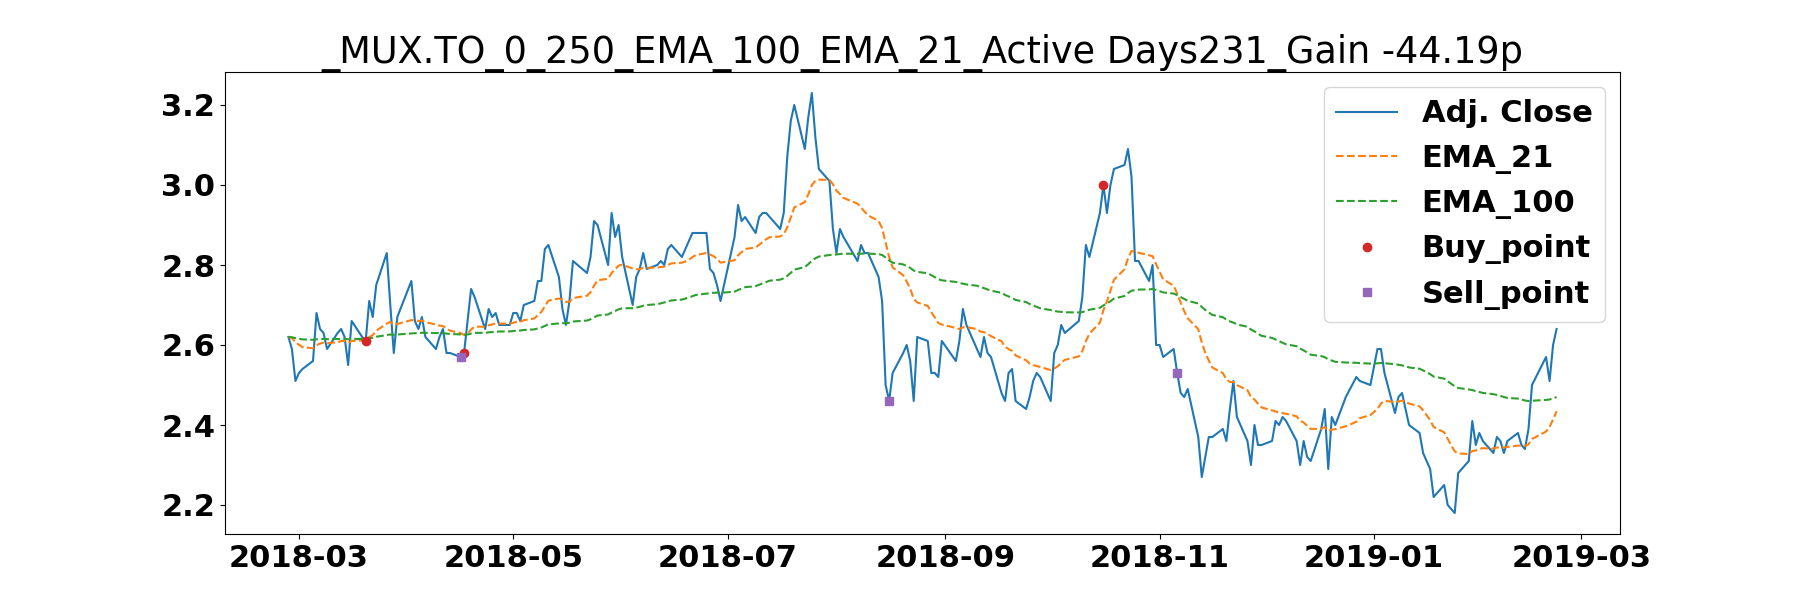 _MUX.TO_0_250_EMA_100_EMA_21_Active Days231_Gain -44.19p
3.2
3.0
2.8
2.6
2.4
2.2
Adj. Close
EMA_21
EMA_100
Buy_point
Sell_point
2018-03 2018-05 2018-07 2018-09 2018-11 2019-01 2019-03